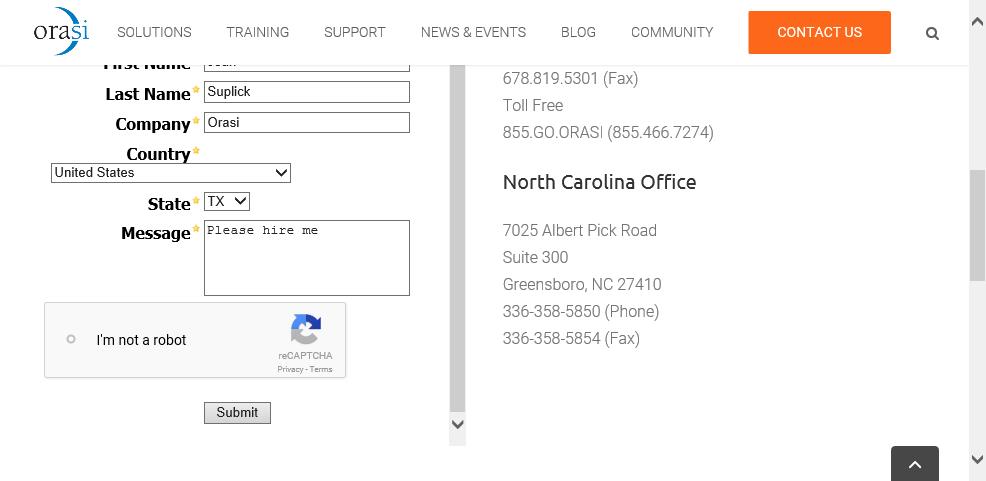 orasi
SOLUTIONS TRAINING SUPPORT NEWS & EVENTS BLOG COMMUNITY CONTACT US
First Name
Last Name Suplick
Company Orasi
Country
United States
State TX
Message Please hire me
I'm not a robot
reCAPTCHA
Privacy - Terms
Submit
678.819.5301 (Fax)
Toll Free
855.GO.ORASI (855.466.7274)
North Carolina Office
7025 Albert Pick Road
Suite 300
Greensboro, NC 27410
336-358-5850 (Phone)
336-358-5854 (Fax)